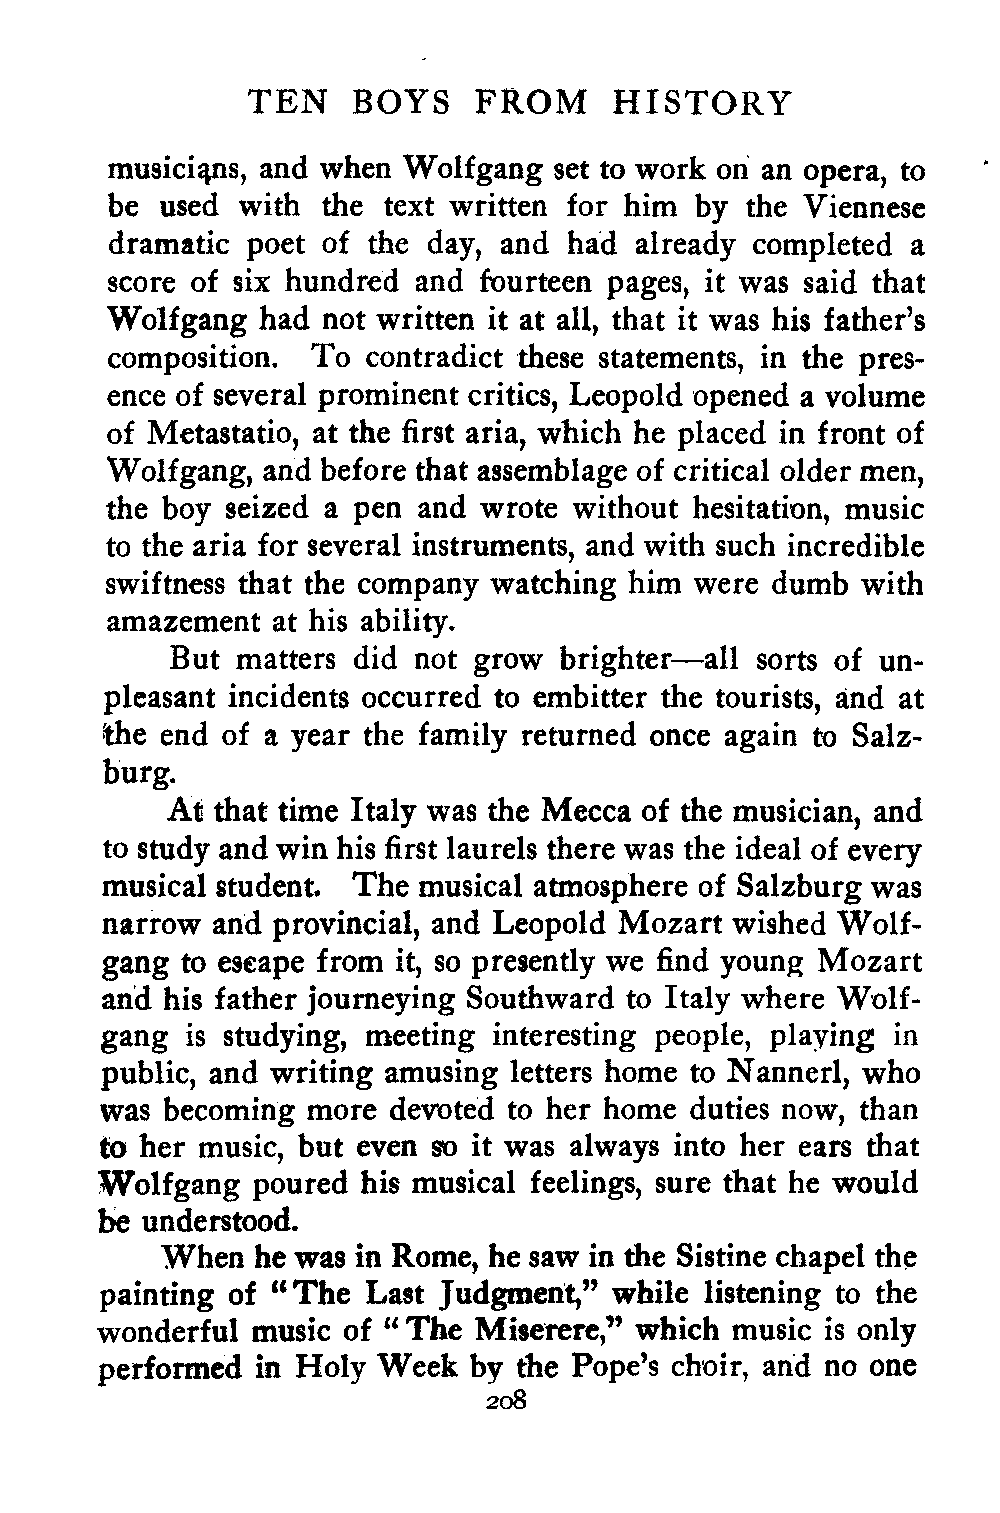 TEN BOYS FROM HISTORY
musicians, and when Wolfgang set to work on an opera, to
be used with the text written for him by the Viennese
dramatic poet of the day, and had already completed a
score of six hundred and fourteen pages, it was said that
Wolfgang had not written it at all, that it was his father's
composition. To contradict these statements, in the pres-
ence of several prominent critics, Leopold opened a volume
of Metastatio, at the first aria, which he placed in front of
Wolfgang, and before that assemblage of critical older men,
the boy seized a pen and wrote without hesitation, music
to the aria for several instruments, and with such incredible
swiftness that the company watching him were dumb with
amazement at his ability.
But matters did not grow brighter—all sorts of un-
pleasant incidents occurred to embitter the tourists, and at
the end of a year the family returned once again to Salz-
burg.
At that time Italy was the Mecca of the musician, and
to study and win his first laurels there was the ideal of every
musical student. The musical atmosphere of Salzburg was
narrow and provincial, and Leopold Mozart wished Wolf-
gang to escape from it, so presently we find young Mozart
and his father journeying Southward to Italy where Wolf-
gang is studying, meeting interesting people, playing in
public, and writing amusing letters home to Nannerl, who
was becoming more devoted to her home duties now, than
to her music, but even so it was always into her ears that
Wolfgang poured his musical feelings, sure that he would
be understood.
When he was in Rome, he saw in the Sistine chapel the
painting of "The Last Judgment," while listening to the
wonderful music of "The Miserere," which music is only
performed in Holy Week by the Pope's choir, and no one
208